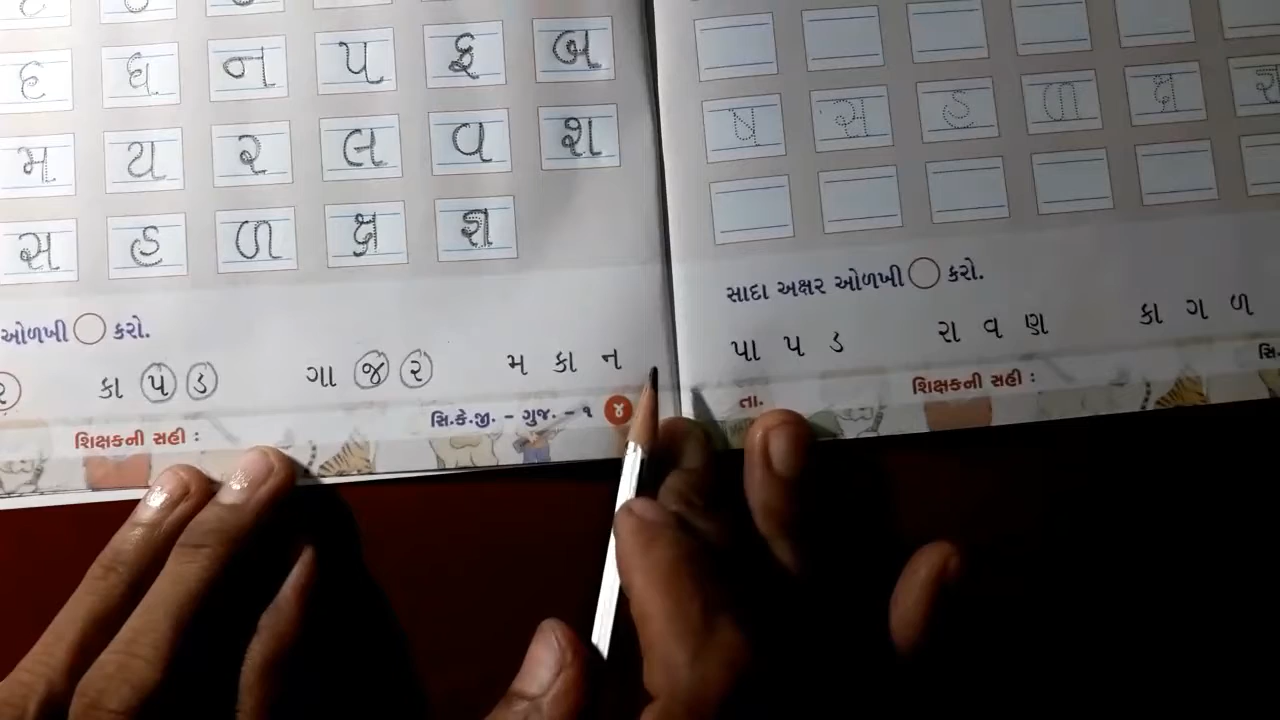 દ ધ ન પ ફ બ
મ ય ર લ વ શ
સ હ ળ ક્ષ જ્ઞ
ઓળખી ◯ કરો.
ર કા પ ડ ગા જ ર મ કા ન
સિ.કે.જી. - ગુજ. - ૧ ૪
શિક્ષકની સહી :
ષ સ હ ળ ક્ષ
સાદા અક્ષર ઓળખી ◯ કરો.
પા પ ડ રા વ ણ કા ગ ળ
તા. શિક્ષકની સહી : સિ.